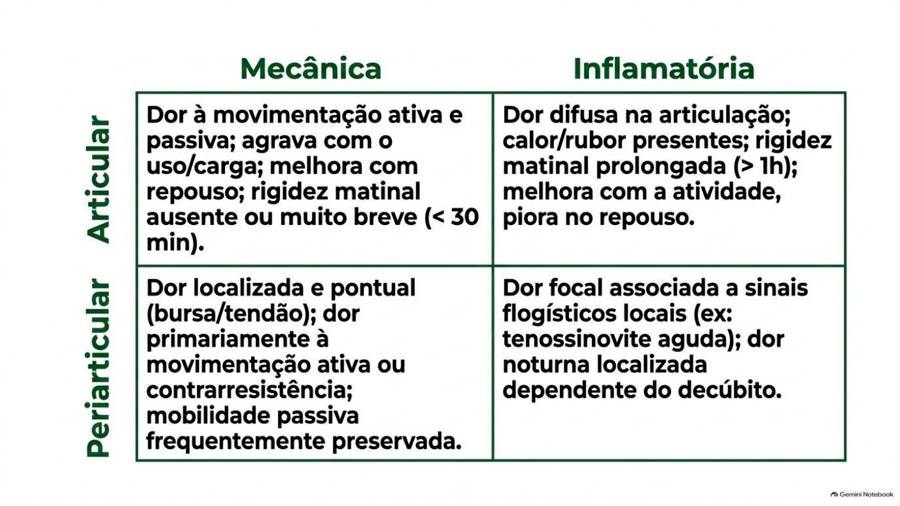 Mecânica
Inflamatória
Articular
Dor à movimentação ativa e
passiva; agrava com o
uso/carga; melhora com
repouso; rigidez matinal
ausente ou muito breve (< 30
min).
Dor difusa na articulação;
calor/rubor presentes; rigidez
matinal prolongada (> 1h);
melhora com a atividade,
piora no repouso.
Periarticular
Dor localizada e pontual
(bursa/tendão); dor
primariamente à
movimentação ativa ou
contrarresistência;
mobilidade passiva
frequentemente preservada.
Dor focal associada a sinais
flogísticos locais (ex:
tenossinovite aguda); dor
noturna localizada
dependente do decúbito.
Gemini Notebook